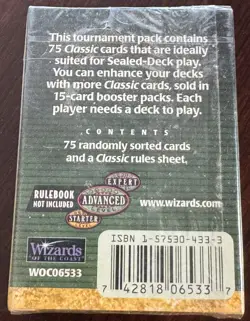 This tournament pack contains
75 Classic cards that are ideally
suited for Sealed-Deck play.
You can enhance your decks
with more Classic cards, sold in
15-card booster packs. Each
player needs a deck to play.
CONTENTS
75 randomly sorted cards
and a Classic rules sheet.
EXPERT
RULEBOOK
NOT INCLUDED
ADVANCED
LEVEL
STARTER
LEVEL
www.wizards.com
Wizards
OF THE COAST
WOC06533
ISBN 1-57530-433-3
7 42818 06533 7